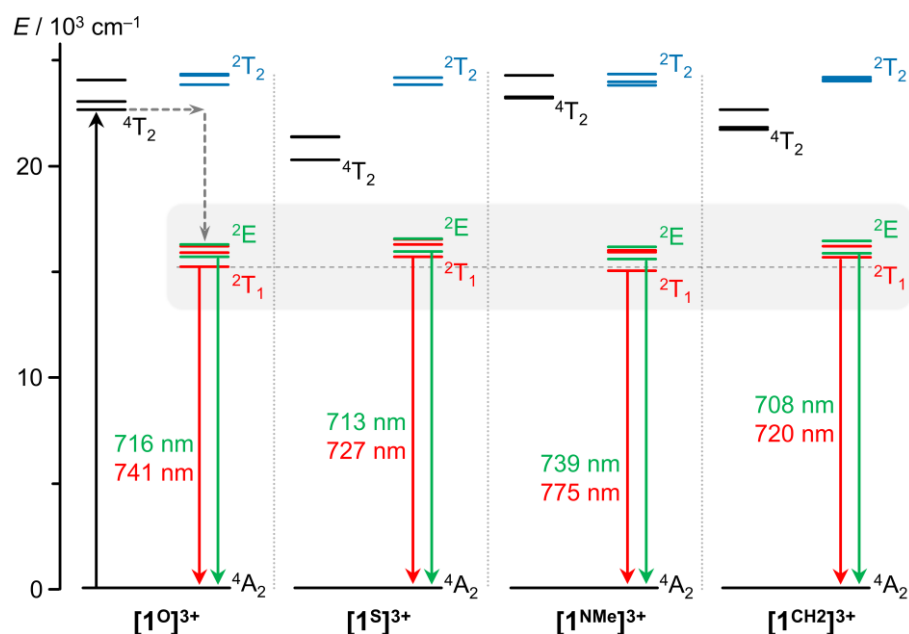 E / 10³ cm⁻¹
20
15
10
5
0
⁴T₂
²T₂
²E
²T₁
716 nm
741 nm
⁴A₂
[1ᴼ]³⁺
²T₂
⁴T₂
²E
²T₁
713 nm
727 nm
⁴A₂
[1ˢ]³⁺
⁴T₂
²T₂
²E
²T₁
739 nm
775 nm
⁴A₂
[1ᴺᴹᵉ]³⁺
²T₂
⁴T₂
²E
²T₁
708 nm
720 nm
⁴A₂
[1ᶜᴴ²]³⁺